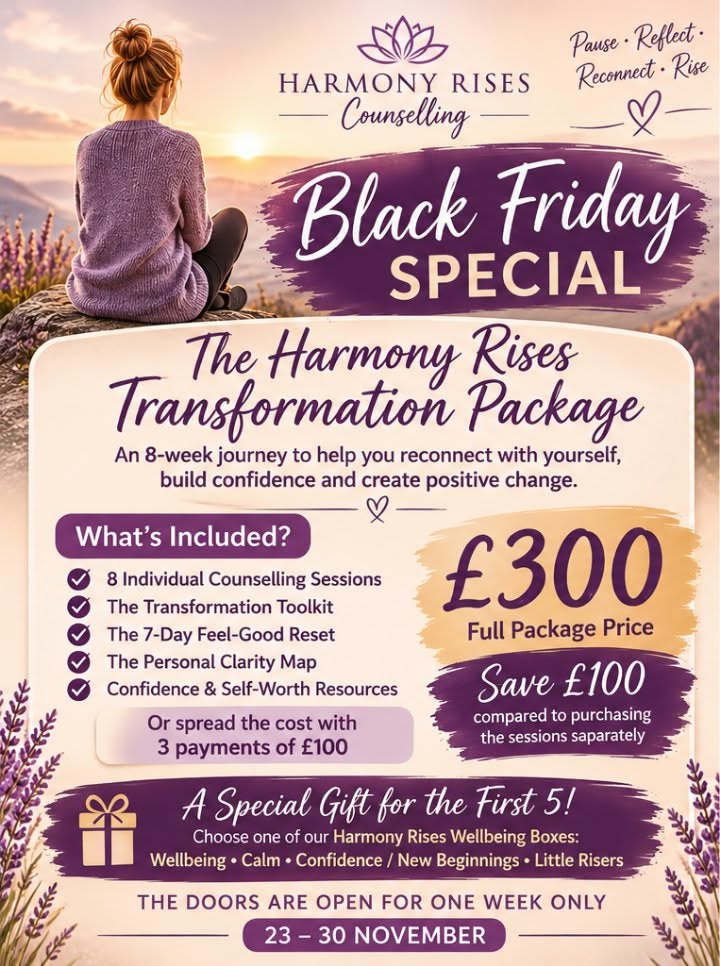 HARMONY RISES
Counselling
Pause • Reflect •
Reconnect • Rise
Black Friday
SPECIAL
The Harmony Rises
Transformation Package
An 8-week journey to help you reconnect with yourself,
build confidence and create positive change.
What's Included?
8 Individual Counselling Sessions
The Transformation Toolkit
The 7-Day Feel-Good Reset
The Personal Clarity Map
Confidence & Self-Worth Resources
Or spread the cost with
3 payments of £100
£300
Full Package Price
Save £100
compared to purchasing
the sessions saparately
A Special Gift for the First 5!
Choose one of our Harmony Rises Wellbeing Boxes:
Wellbeing • Calm • Confidence / New Beginnings • Little Risers
THE DOORS ARE OPEN FOR ONE WEEK ONLY
23 – 30 NOVEMBER